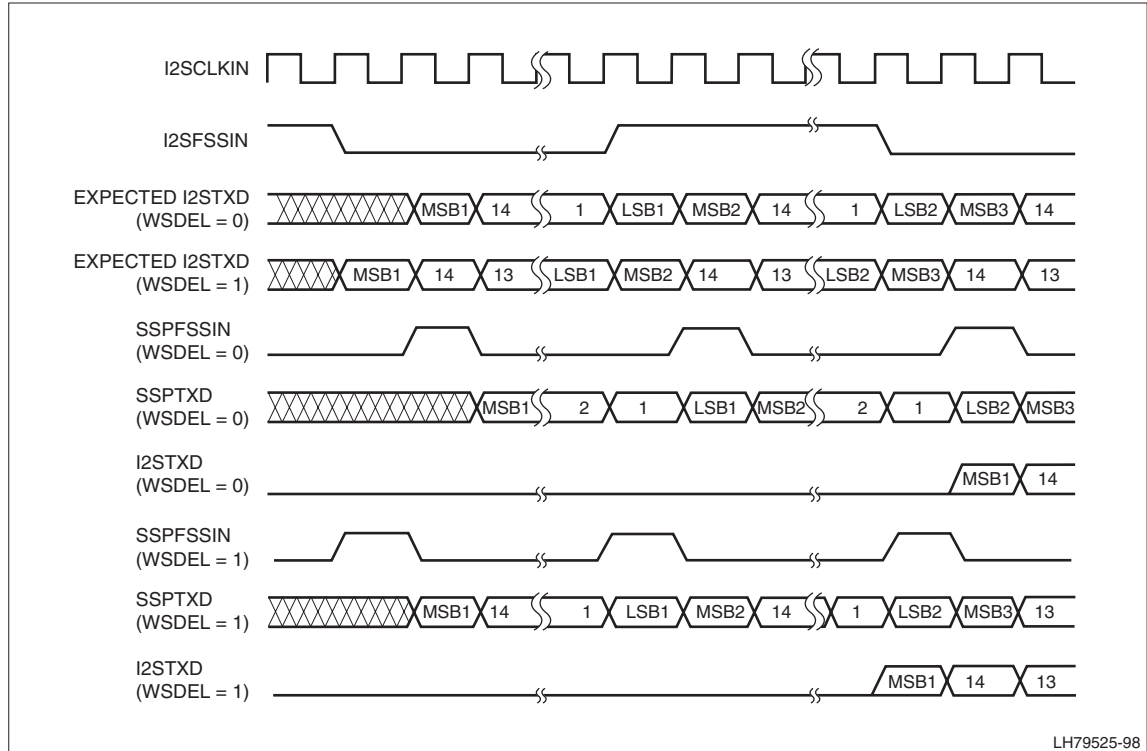 I2SCLKIN
I2SFSSIN
EXPECTED I2STXD
(WSDEL = 0)
MSB1 14 1 LSB1 MSB2 14 1 LSB2 MSB3 14
EXPECTED I2STXD
(WSDEL = 1)
MSB1 14 13 LSB1 MSB2 14 13 LSB2 MSB3 14 13
SSPFSSIN
(WSDEL = 0)
SSPTXD
(WSDEL = 0)
MSB1 2 1 LSB1 MSB2 2 1 LSB2 MSB3
I2STXD
(WSDEL = 0)
MSB1 14
SSPFSSIN
(WSDEL = 1)
SSPTXD
(WSDEL = 1)
MSB1 14 1 LSB1 MSB2 14 1 LSB2 MSB3 13
I2STXD
(WSDEL = 1)
MSB1 14 13
LH79525-98